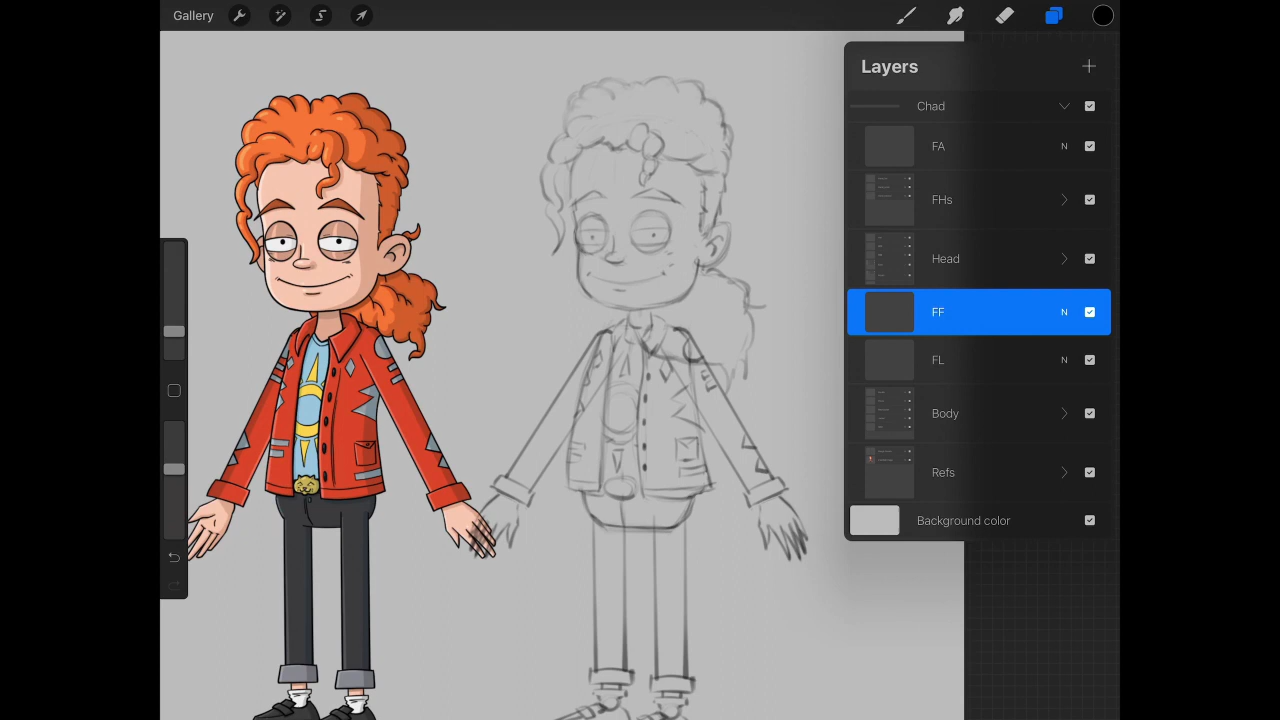 Gallery
Layers
Chad
FA N
FHs
Head
FF N
FL N
Body
Refs
Background color